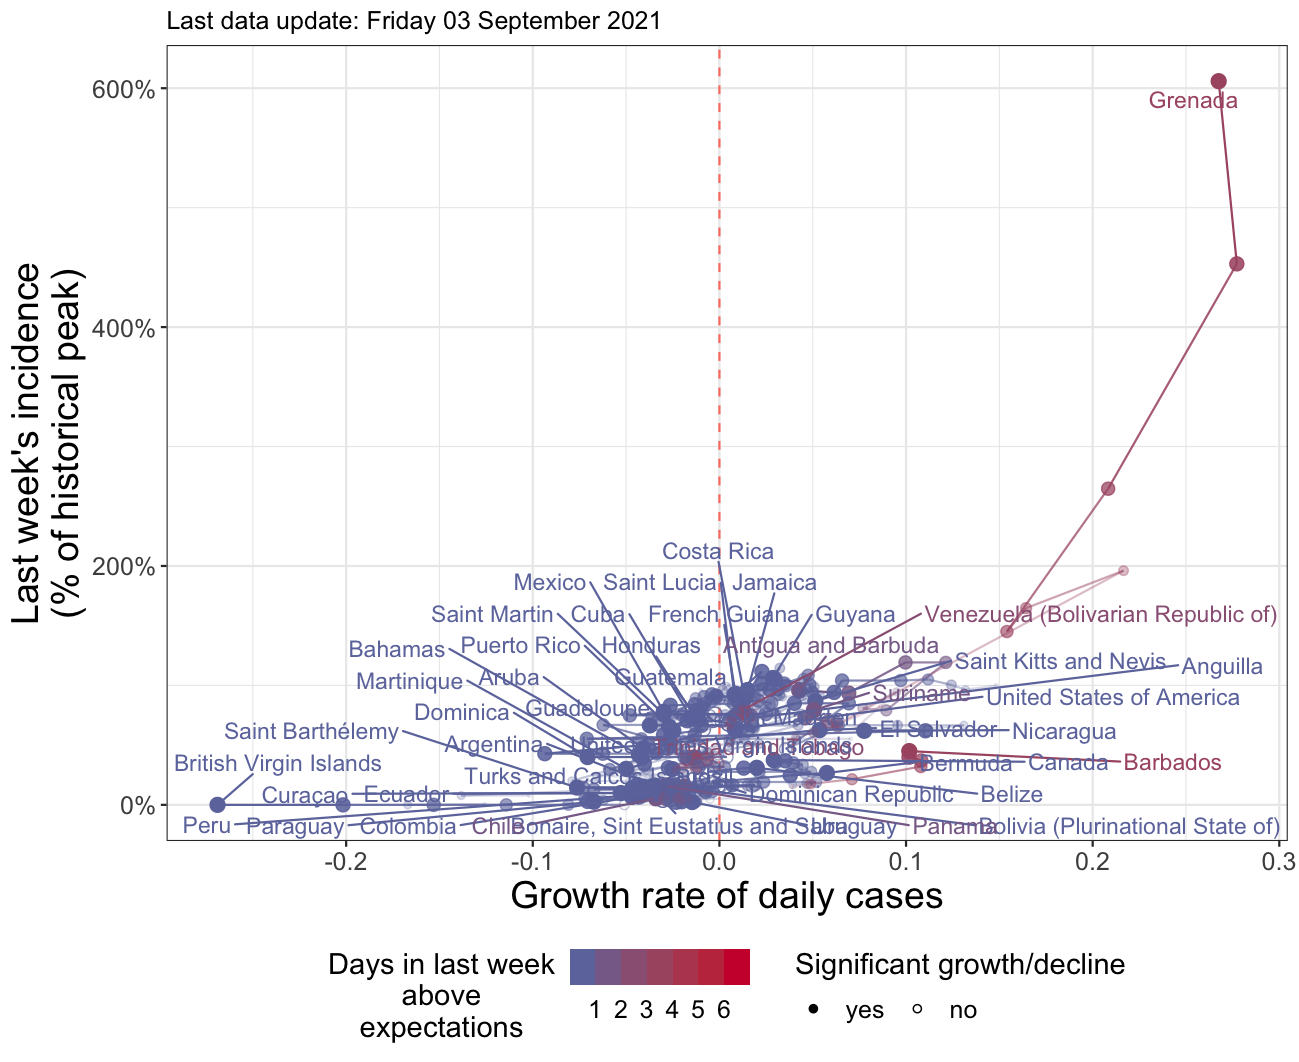 Last data update: Friday 03 September 2021
600%
400%
200%
0%
Last week's incidence
(% of historical peak)
Grenada
Costa Rica
Mexico
Saint Lucia
Jamaica
Saint Martin
Cuba
French Guiana
Guyana
Venezuela (Bolivarian Republic of)
Bahamas
Puerto Rico
Honduras
Antigua and Barbuda
Saint Kitts and Nevis
Anguilla
Martinique
Aruba
Guatemala
Suriname
United States of America
Dominica
Guadeloupe
Saint Barthélemy
Argentina
Trinidad and Tobago
El Salvador
Nicaragua
British Virgin Islands
Turks and Caicos
Brazil
Bermuda
Canada
Barbados
Curaçao
Ecuador
Dominican Republic
Belize
Peru
Paraguay
Colombia
Chile
Bonaire, Sint Eustatius and Saba
Uruguay
Panama
Bolivia (Plurinational State of)
-0.2
-0.1
0.0
0.1
0.2
0.3
Growth rate of daily cases
Days in last week
above
expectations
1 2 3 4 5 6
Significant growth/decline
yes
no